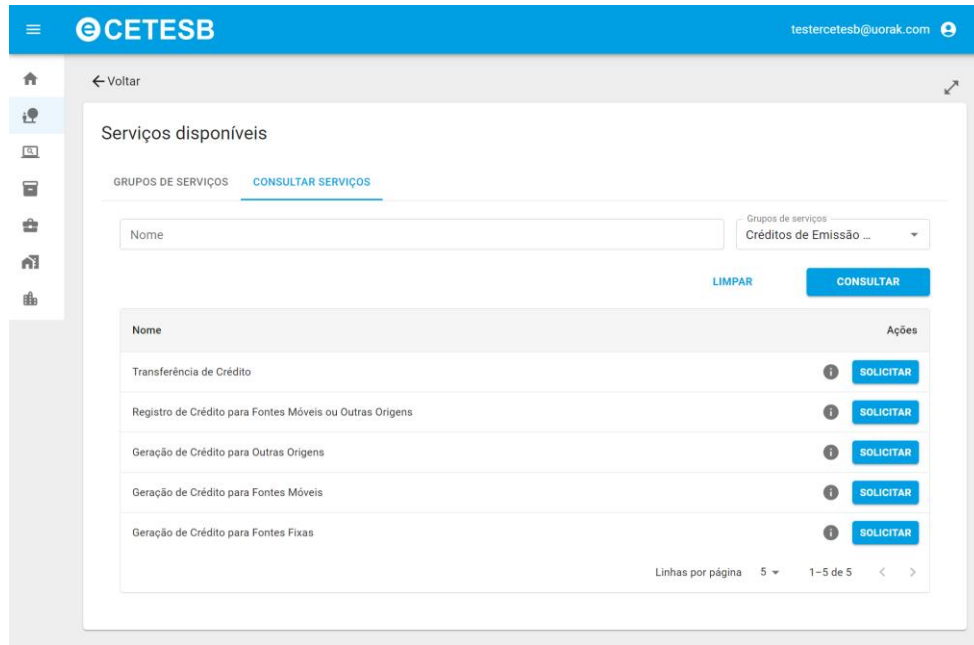 CETESB
testercetesb@uorak.com
Voltar
Serviços disponíveis
GRUPOS DE SERVIÇOS CONSULTAR SERVIÇOS
Nome
Grupos de serviços
Créditos de Emissão ...
LIMPAR CONSULTAR
Nome Ações
Transferência de Crédito SOLICITAR
Registro de Crédito para Fontes Móveis ou Outras Origens SOLICITAR
Geração de Crédito para Outras Origens SOLICITAR
Geração de Crédito para Fontes Móveis SOLICITAR
Geração de Crédito para Fontes Fixas SOLICITAR
Linhas por página 5 1–5 de 5